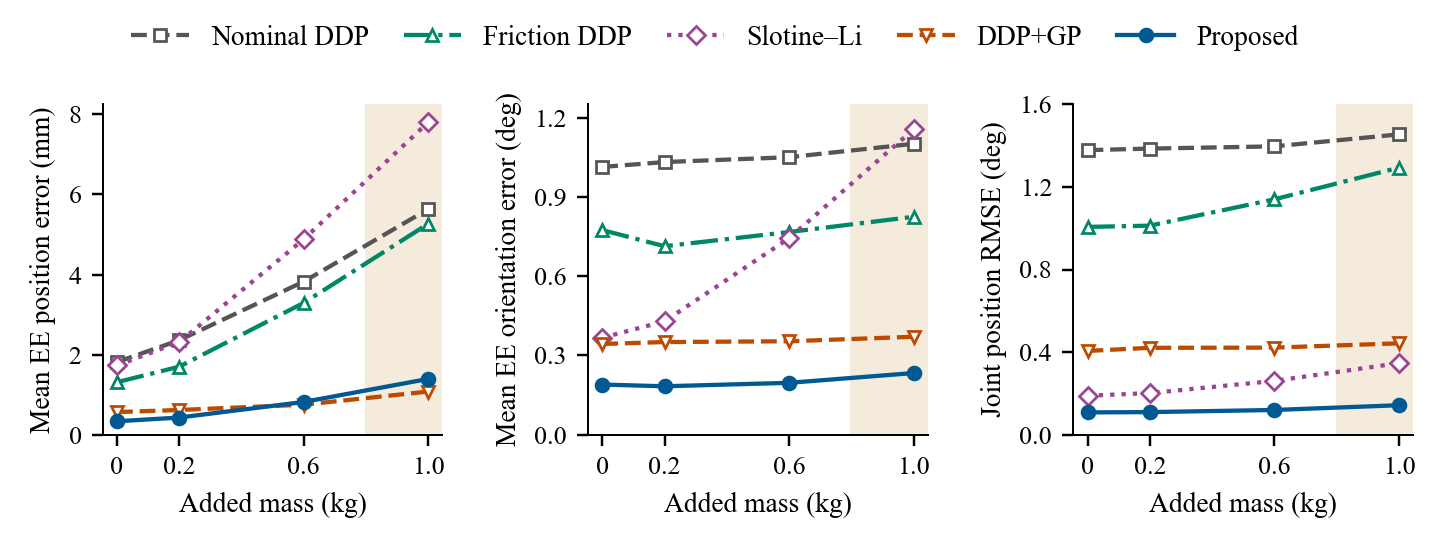 Nominal DDP Friction DDP Slotine–Li DDP+GP Proposed
Mean EE position error (mm)
8
6
4
2
0
0 0.2 0.6 1.0
Added mass (kg)
Mean EE orientation error (deg)
1.2
0.9
0.6
0.3
0.0
0 0.2 0.6 1.0
Added mass (kg)
Joint position RMSE (deg)
1.6
1.2
0.8
0.4
0.0
0 0.2 0.6 1.0
Added mass (kg)